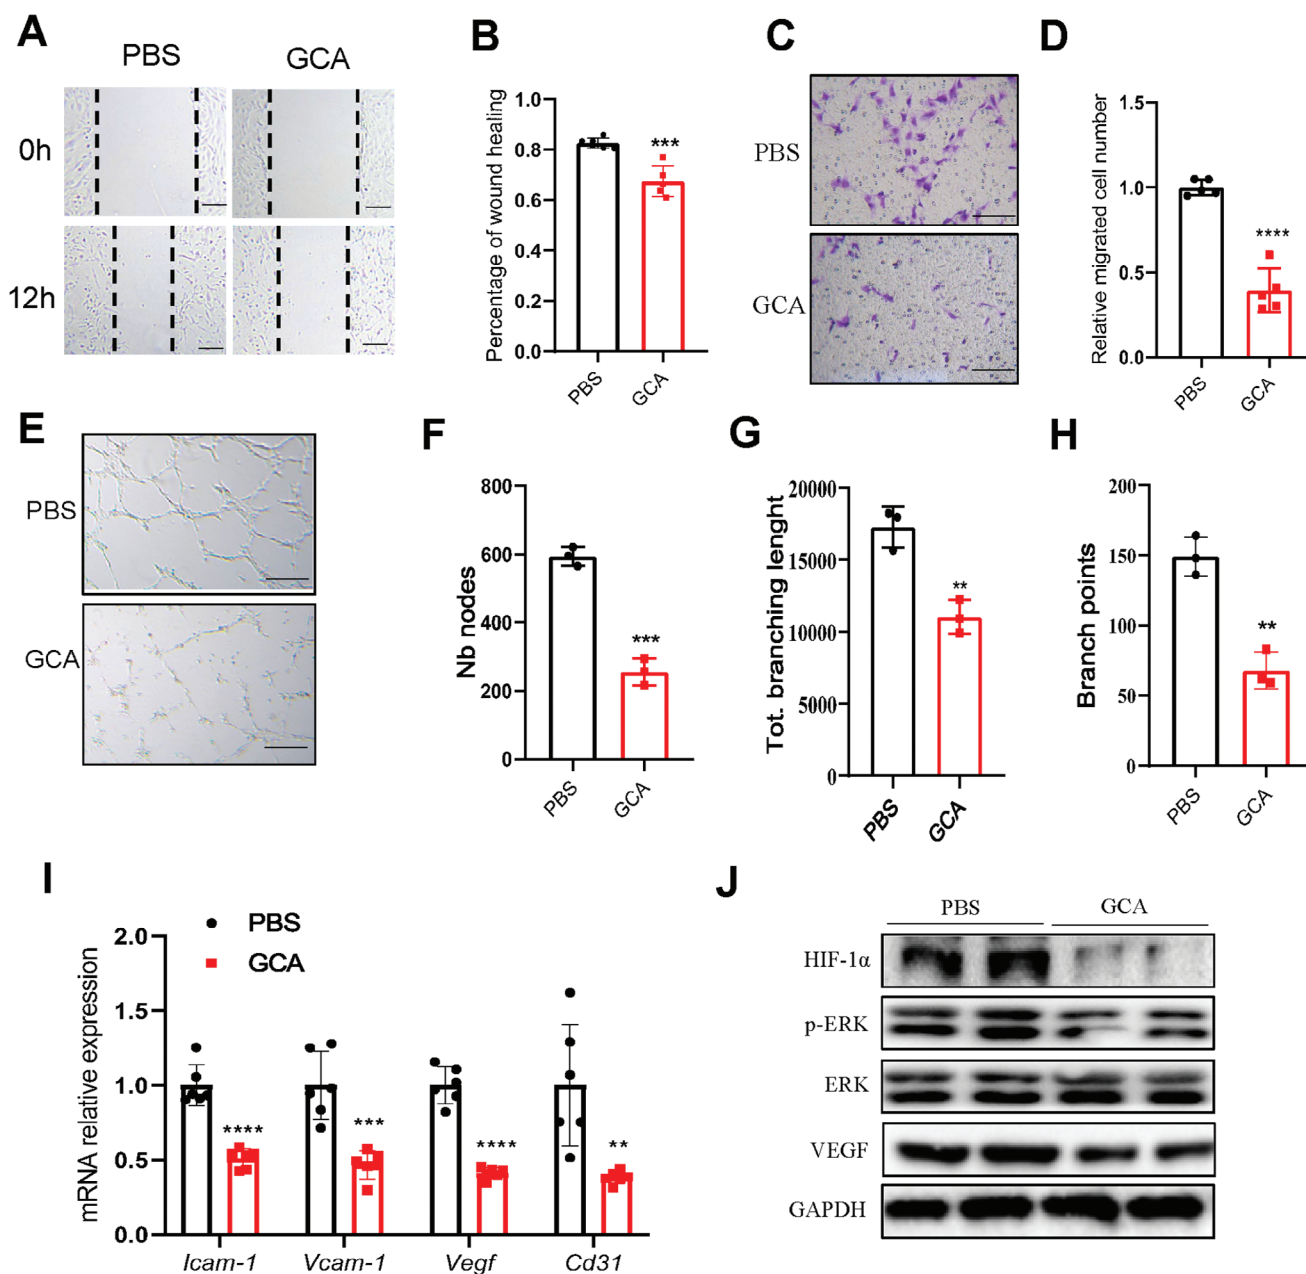 A
PBS
GCA
0h
12h
B
Percentage of wound healing
1.0
0.8
0.6
0.4
0.2
0.0
***
PBS
GCA
C
PBS
GCA
D
Relative migrated cell number
1.5
1.0
0.5
0.0
****
PBS
GCA
E
PBS
GCA
F
Nb nodes
800
600
400
200
0
***
PBS
GCA
G
Tot. branching lenght
20000
15000
10000
5000
0
**
PBS
GCA
H
Branch points
200
150
100
50
0
**
PBS
GCA
I
PBS
GCA
mRNA relative expression
2.0
1.5
1.0
0.5
0.0
****
***
****
**
Icam-1
Vcam-1
Vegf
Cd31
J
PBS
GCA
HIF-1α
p-ERK
ERK
VEGF
GAPDH